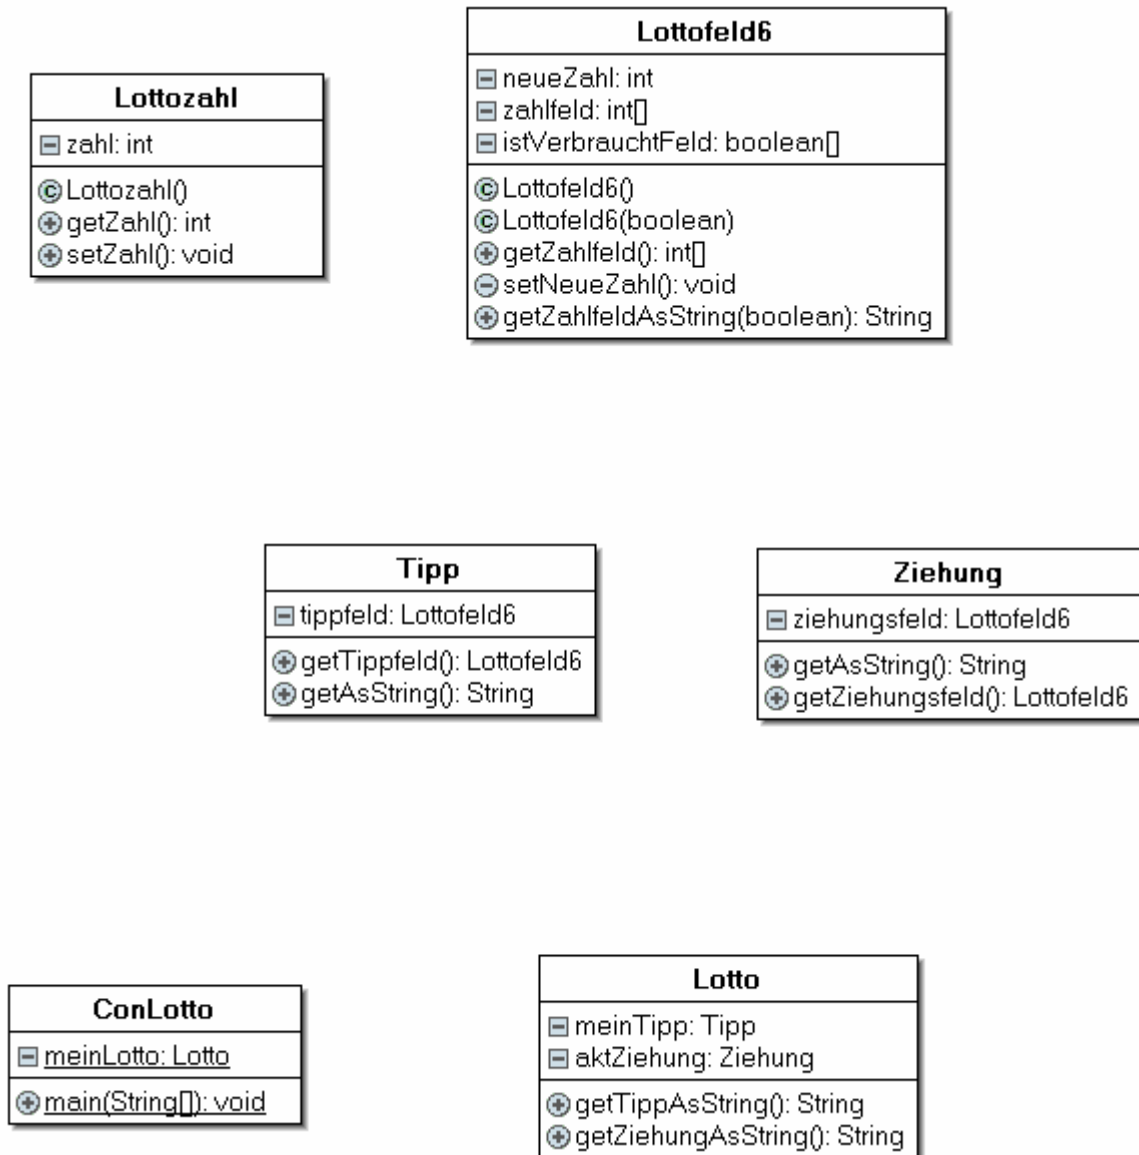 Lottozahl
zahl: int
Lottozahl()
getZahl(): int
setZahl(): void
Lottofeld6
neueZahl: int
zahlfeld: int[]
istVerbrauchtFeld: boolean[]
Lottofeld6()
Lottofeld6(boolean)
getZahlfeld(): int[]
setNeueZahl(): void
getZahlfeldAsString(boolean): String
Tipp
tippfeld: Lottofeld6
getTippfeld(): Lottofeld6
getAsString(): String
Ziehung
ziehungsfeld: Lottofeld6
getAsString(): String
getZiehungsfeld(): Lottofeld6
ConLotto
meinLotto: Lotto
main(String[]): void
Lotto
meinTipp: Tipp
aktZiehung: Ziehung
getTippAsString(): String
getZiehungAsString(): String